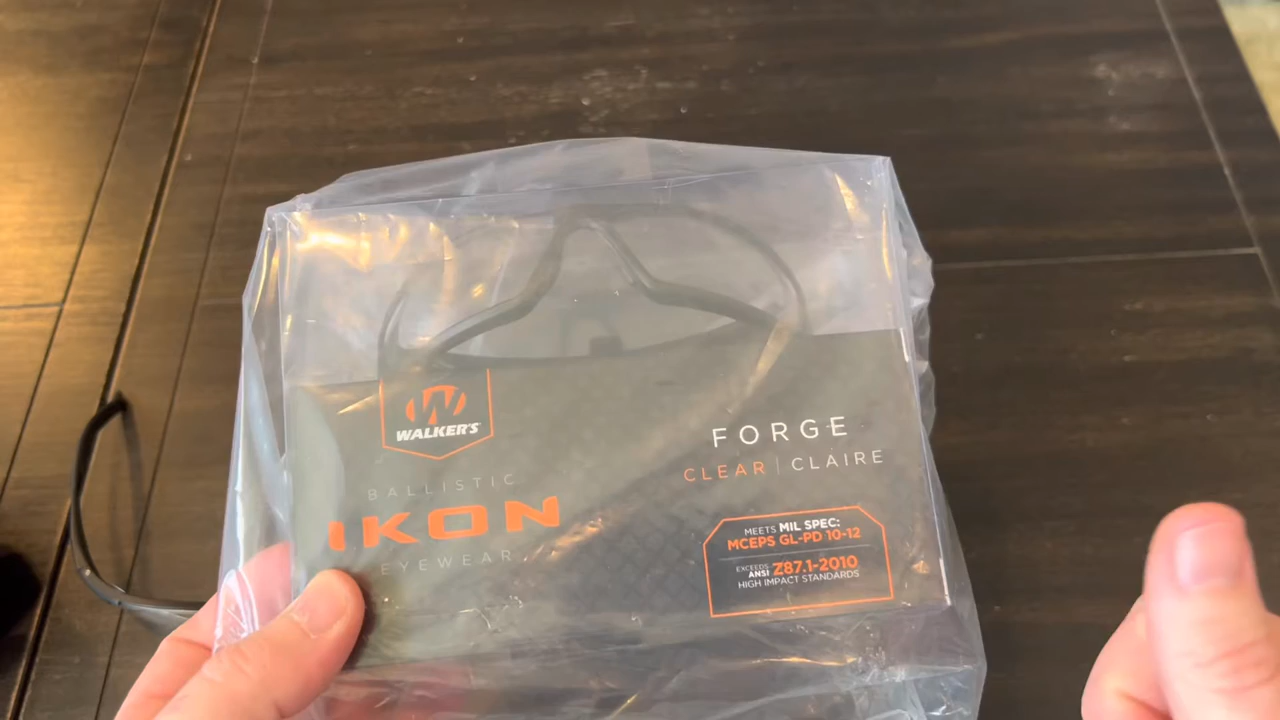 WALKER'S
BALLISTIC
IKON
EYEWEAR
FORGE
CLEAR | CLAIRE
MEETS MIL SPEC:
MCEPS GL-PD 10-12
EXCEEDS ANSI Z87.1-2010
HIGH IMPACT STANDARDS